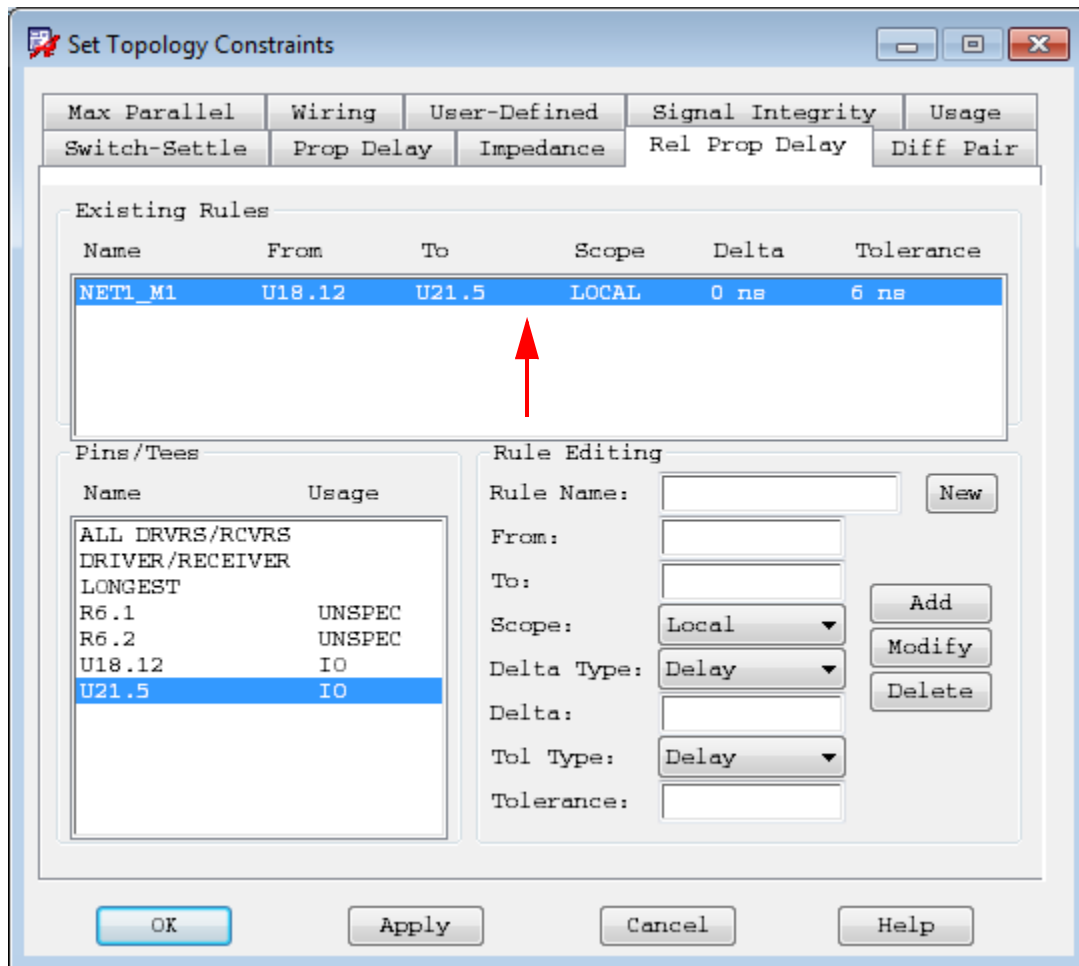 Set Topology Constraints
Max Parallel Wiring User-Defined Signal Integrity Usage
Switch-Settle Prop Delay Impedance Rel Prop Delay Diff Pair
Existing Rules
Name From To Scope Delta Tolerance
NET1_M1 U18.12 U21.5 LOCAL 0 ns 6 ns
Pins/Tees
Name Usage
ALL DRVRS/RCVRS
DRIVER/RECEIVER
LONGEST
R6.1 UNSPEC
R6.2 UNSPEC
U18.12 IO
U21.5 IO
Rule Editing
Rule Name: New
From:
To:
Scope: Local
Delta Type: Delay
Delta:
Tol Type: Delay
Tolerance:
Add
Modify
Delete
OK Apply Cancel Help